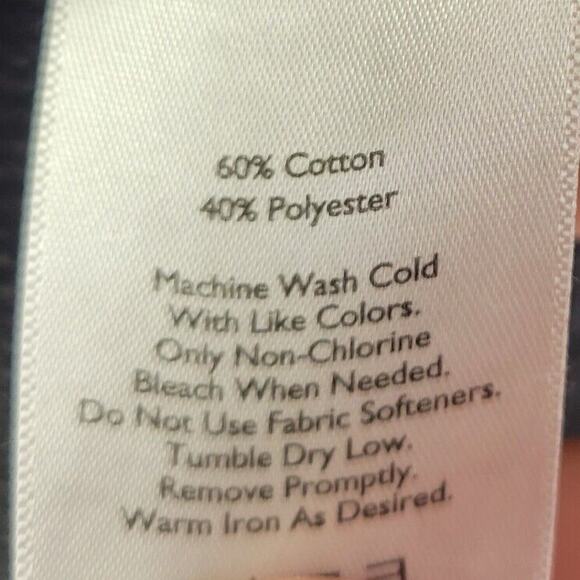 60% Cotton
40% Polyester
Machine Wash Cold
With Like Colors.
Only Non-Chlorine
Bleach When Needed.
Do Not Use Fabric Softeners.
Tumble Dry Low.
Remove Promptly.
Warm Iron As Desired.